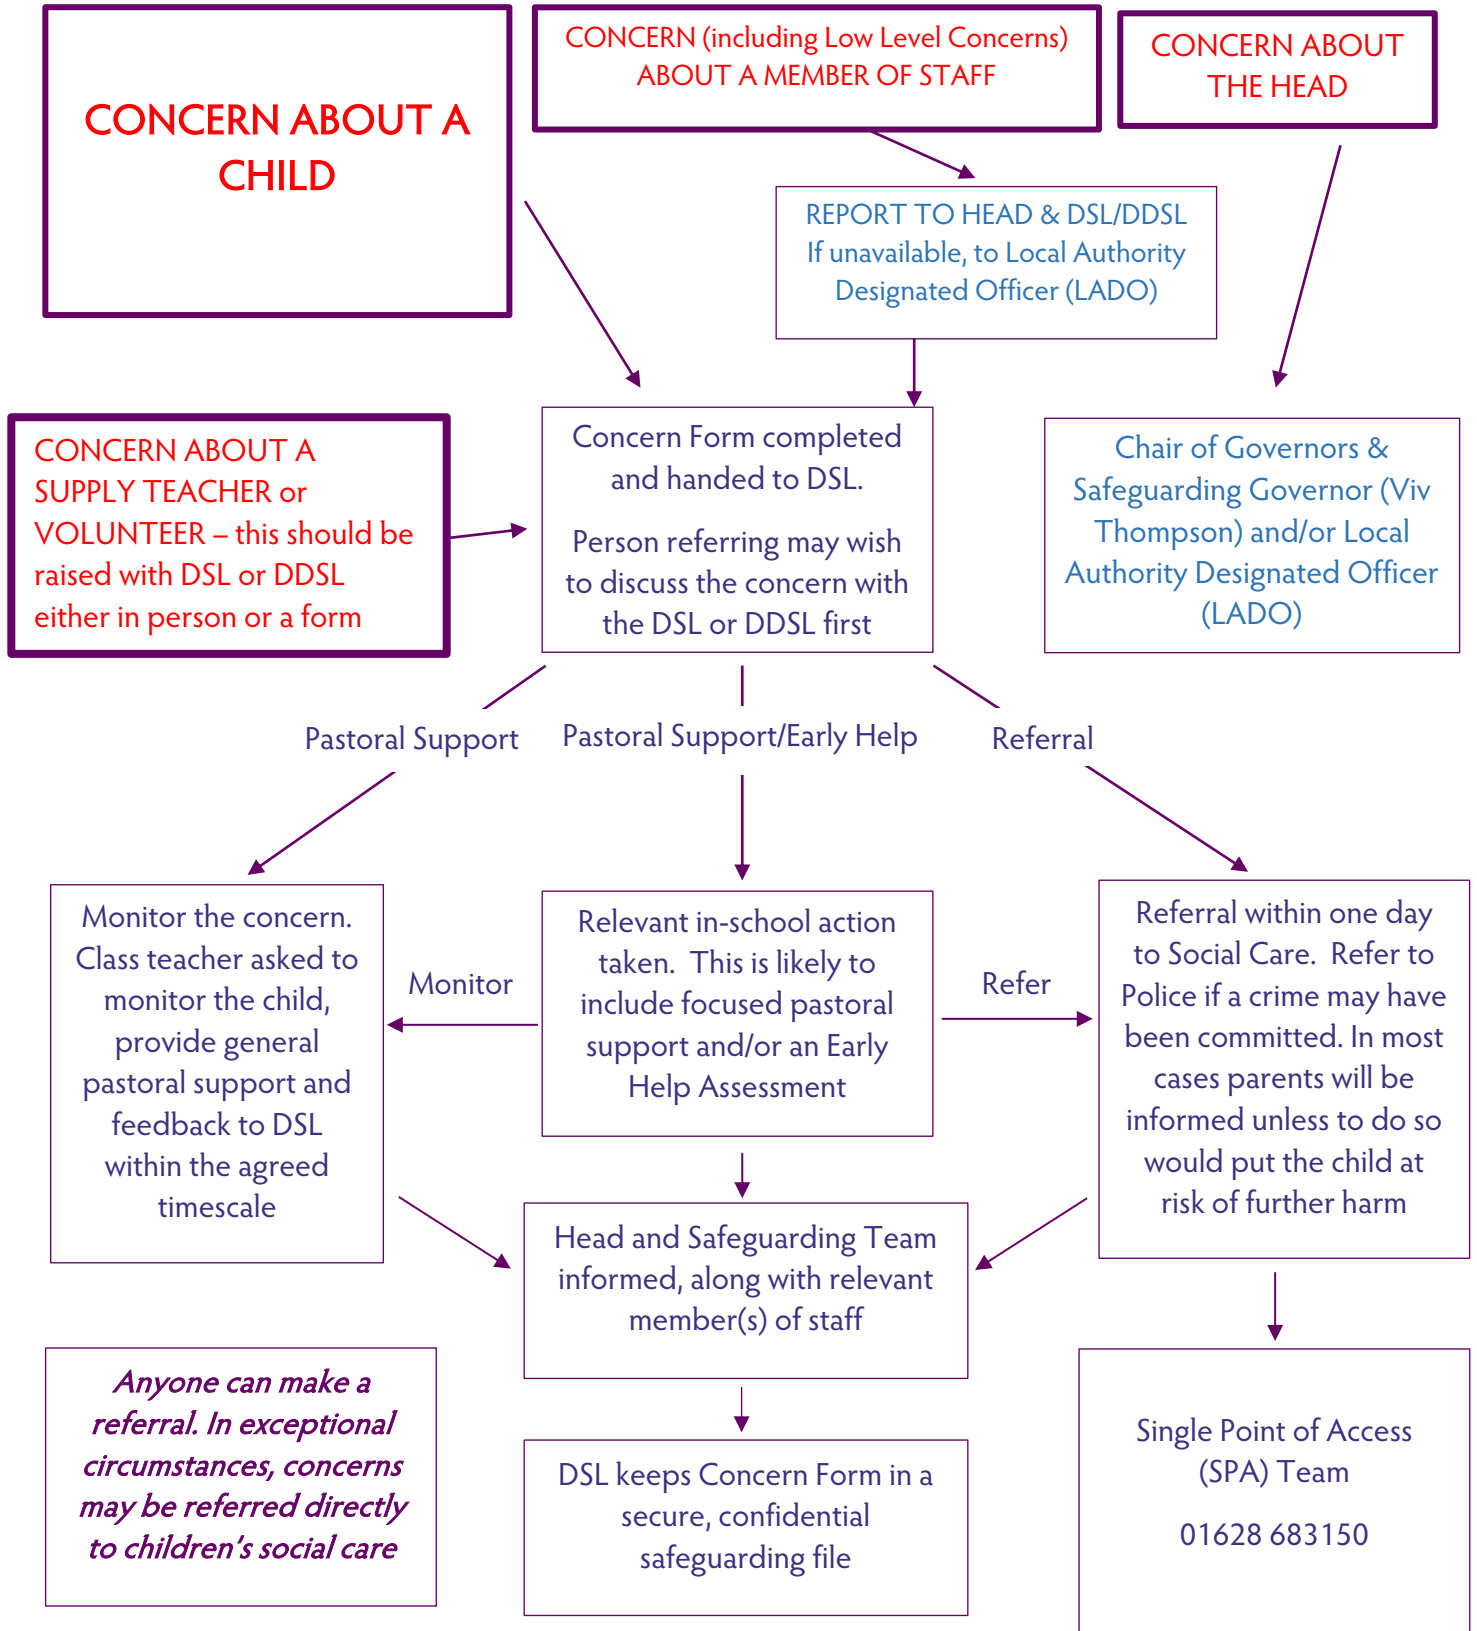 CONCERN ABOUT A
CHILD
CONCERN (including Low Level Concerns)
ABOUT A MEMBER OF STAFF
CONCERN ABOUT
THE HEAD
REPORT TO HEAD & DSL/DDSL
If unavailable, to Local Authority
Designated Officer (LADO)
CONCERN ABOUT A
SUPPLY TEACHER or
VOLUNTEER – this should be
raised with DSL or DDSL
either in person or a form
Concern Form completed
and handed to DSL.
Person referring may wish
to discuss the concern with
the DSL or DDSL first
Chair of Governors &
Safeguarding Governor (Viv
Thompson) and/or Local
Authority Designated Officer
(LADO)
Pastoral Support
Pastoral Support/Early Help
Referral
Monitor the concern.
Class teacher asked to
monitor the child,
provide general
pastoral support and
feedback to DSL
within the agreed
timescale
Monitor
Relevant in-school action
taken.  This is likely to
include focused pastoral
support and/or an Early
Help Assessment
Refer
Referral within one day
to Social Care.  Refer to
Police if a crime may have
been committed. In most
cases parents will be
informed unless to do so
would put the child at
risk of further harm
Head and Safeguarding Team
informed, along with relevant
member(s) of staff
Anyone can make a
referral. In exceptional
circumstances, concerns
may be referred directly
to children’s social care
DSL keeps Concern Form in a
secure, confidential
safeguarding file
Single Point of Access
(SPA) Team
01628 683150